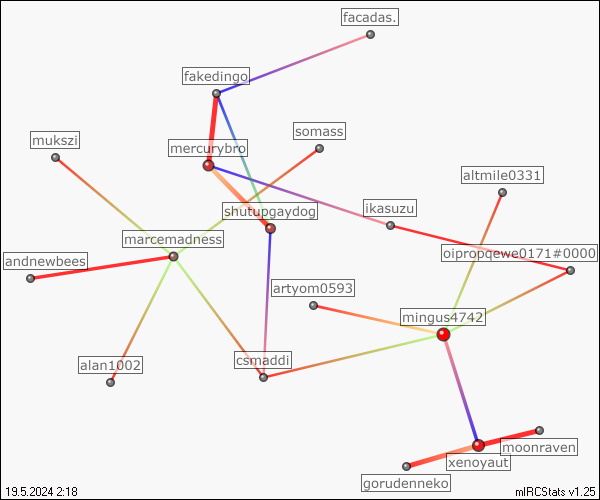 facadas.
fakedingo
somass
mukszi
mercurybro
altmile0331
shutupgaydog
ikasuzu
marcemadness
oipropqewe0171#0000
andnewbees
artyom0593
mingus4742
csmaddi
alan1002
moonraven
xenoyaut
gorudenneko
19.5.2024 2:18
mIRCStats v1.25